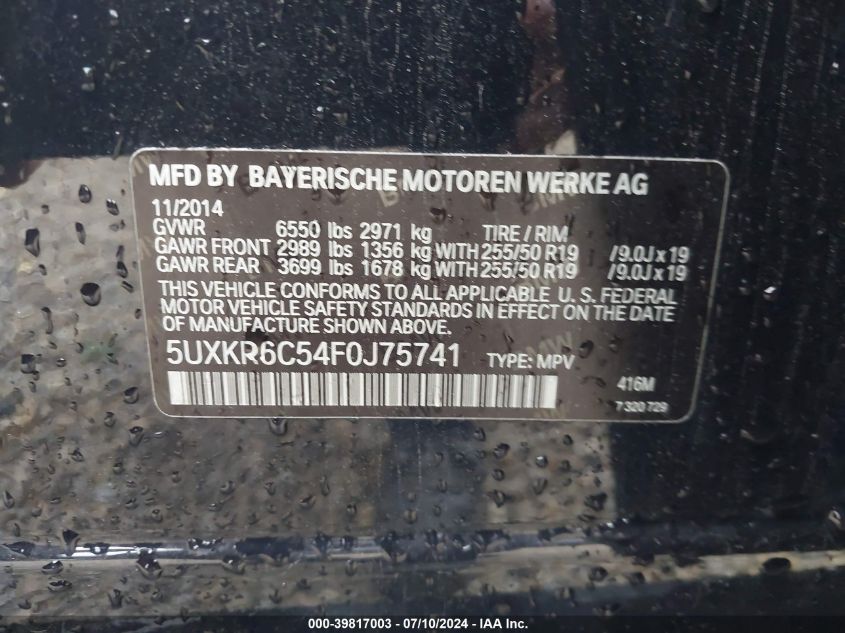 MFD BY BAYERISCHE MOTOREN WERKE AG
11/2014
GVWR 6550 lbs 2971 kg TIRE / RIM
GAWR FRONT 2989 lbs 1356 kg WITH 255/50 R19 /9.0J x 19
GAWR REAR 3699 lbs 1678 kg WITH 255/50 R19 /9.0J x 19
THIS VEHICLE CONFORMS TO ALL APPLICABLE U. S. FEDERAL
MOTOR VEHICLE SAFETY STANDARDS IN EFFECT ON THE DATE
OF MANUFACTURE SHOWN ABOVE.
5UXKR6C54F0J75741 TYPE: MPV
416M
7 320 729
000-39817003 - 07/10/2024 - IAA Inc.